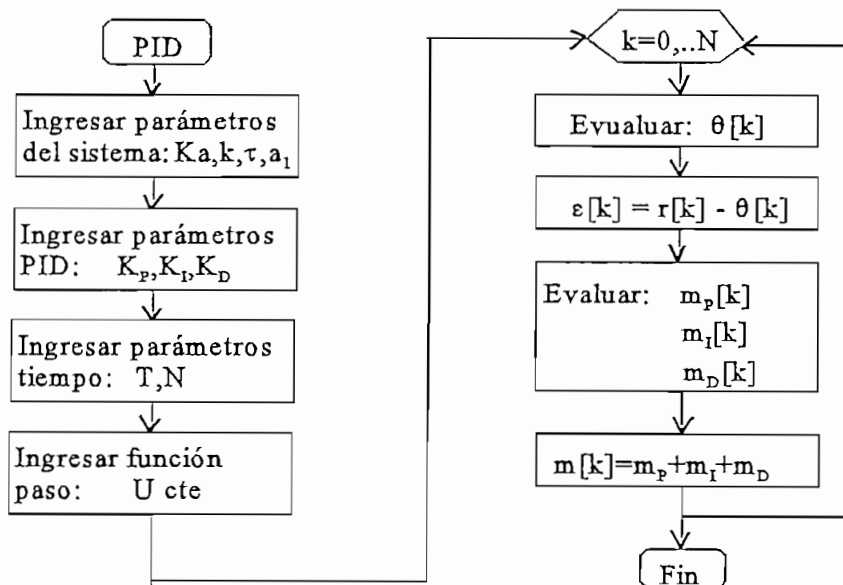 PID
Ingresar parámetros
del sistema: Ka,k,τ,a₁
Ingresar parámetros
PID: K_P,K_I,K_D
Ingresar parámetros
tiempo: T,N
Ingresar función
paso: U cte
k=0,..N
Evualuar: θ[k]
ε[k] = r[k] - θ[k]
Evaluar: m_P[k]
m_I[k]
m_D[k]
m[k]=m_P+m_I+m_D
Fin